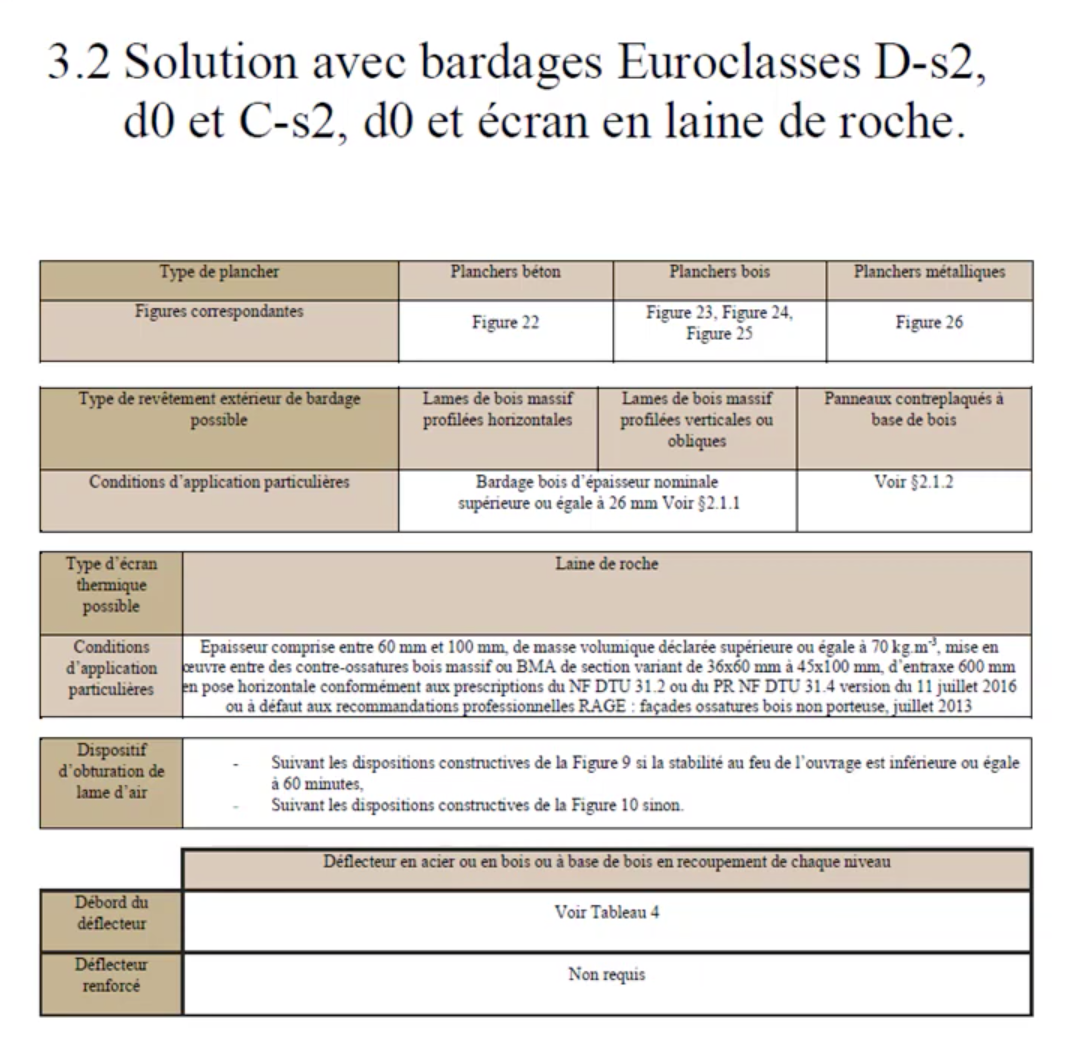 3.2 Solution avec bardages Euroclasses D-s2,
d0 et C-s2, d0 et écran en laine de roche.
Type de plancher
Planchers béton
Planchers bois
Planchers métalliques
Figures correspondantes
Figure 22
Figure 23, Figure 24,
Figure 25
Figure 26
Type de revêtement extérieur de bardage
possible
Lames de bois massif
profilées horizontales
Lames de bois massif
profilées verticales ou
obliques
Panneaux contreplaqués à
base de bois
Conditions d'application particulières
Bardage bois d'épaisseur nominale
supérieure ou égale à 26 mm Voir §2.1.1
Voir §2.1.2
Type d'écran
thermique
possible
Laine de roche
Conditions
d'application
particulières
Epaisseur comprise entre 60 mm et 100 mm, de masse volumique déclarée supérieure ou égale à 70 kg.m⁻³, mise en
œuvre entre des contre-ossatures bois massif ou BMA de section variant de 36x60 mm à 45x100 mm, d'entraxe 600 mm
en pose horizontale conformément aux prescriptions du NF DTU 31.2 ou du PR NF DTU 31.4 version du 11 juillet 2016
ou à défaut aux recommandations professionnelles RAGE : façades ossatures bois non porteuse, juillet 2013
Dispositif
d'obturation de
lame d'air
- Suivant les dispositions constructives de la Figure 9 si la stabilité au feu de l'ouvrage est inférieure ou égale
à 60 minutes,
- Suivant les dispositions constructives de la Figure 10 sinon.
Déflecteur en acier ou en bois ou à base de bois en recoupement de chaque niveau
Débord du
déflecteur
Voir Tableau 4
Déflecteur
renforcé
Non requis